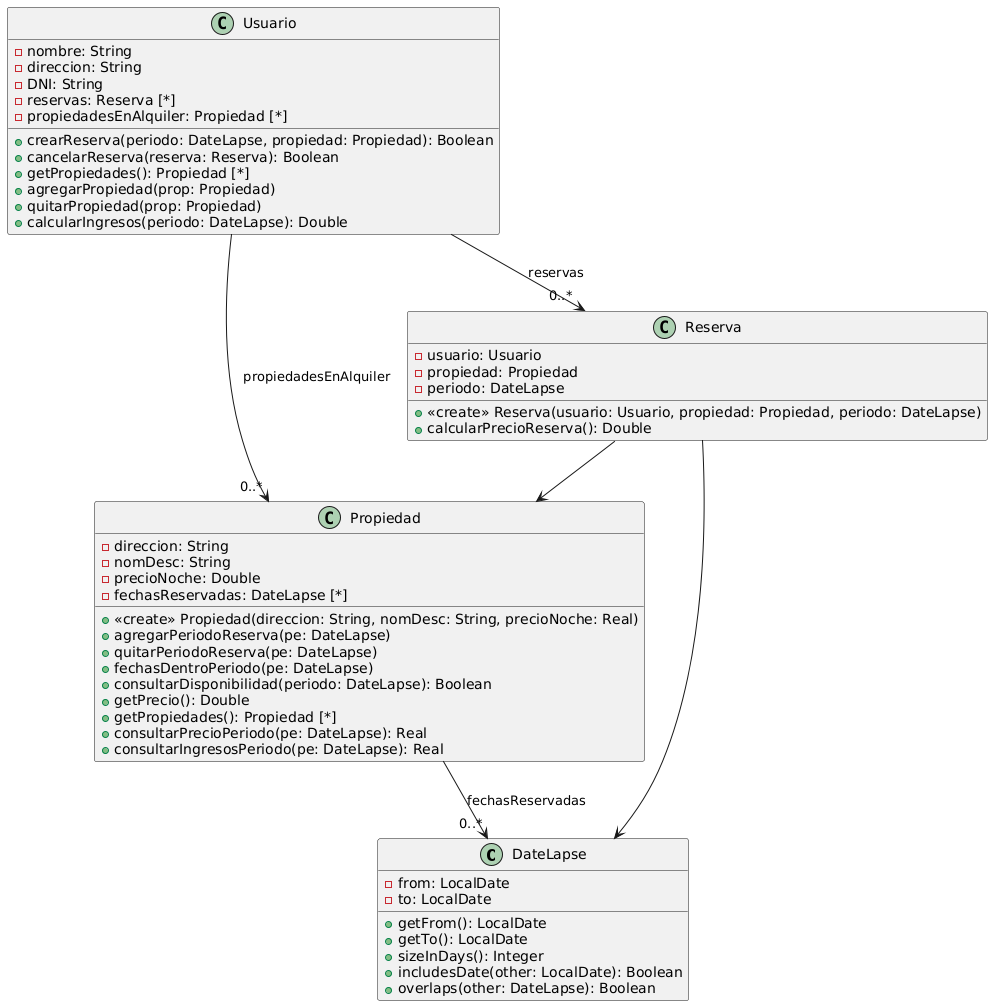 C Usuario
nombre: String
direccion: String
DNI: String
reservas: Reserva [*]
propiedadesEnAlquiler: Propiedad [*]
crearReserva(periodo: DateLapse, propiedad: Propiedad): Boolean
cancelarReserva(reserva: Reserva): Boolean
getPropiedades(): Propiedad [*]
agregarPropiedad(prop: Propiedad)
quitarPropiedad(prop: Propiedad)
calcularIngresos(periodo: DateLapse): Double
reservas
0..*
C Reserva
usuario: Usuario
propiedad: Propiedad
periodo: DateLapse
«create» Reserva(usuario: Usuario, propiedad: Propiedad, periodo: DateLapse)
calcularPrecioReserva(): Double
propiedadesEnAlquiler
0..*
C Propiedad
direccion: String
nomDesc: String
precioNoche: Double
fechasReservadas: DateLapse [*]
«create» Propiedad(direccion: String, nomDesc: String, precioNoche: Real)
agregarPeriodoReserva(pe: DateLapse)
quitarPeriodoReserva(pe: DateLapse)
fechasDentroPeriodo(pe: DateLapse)
consultarDisponibilidad(periodo: DateLapse): Boolean
getPrecio(): Double
getPropiedades(): Propiedad [*]
consultarPrecioPeriodo(pe: DateLapse): Real
consultarIngresosPeriodo(pe: DateLapse): Real
fechasReservadas
0..*
C DateLapse
from: LocalDate
to: LocalDate
getFrom(): LocalDate
getTo(): LocalDate
sizeInDays(): Integer
includesDate(other: LocalDate): Boolean
overlaps(other: DateLapse): Boolean